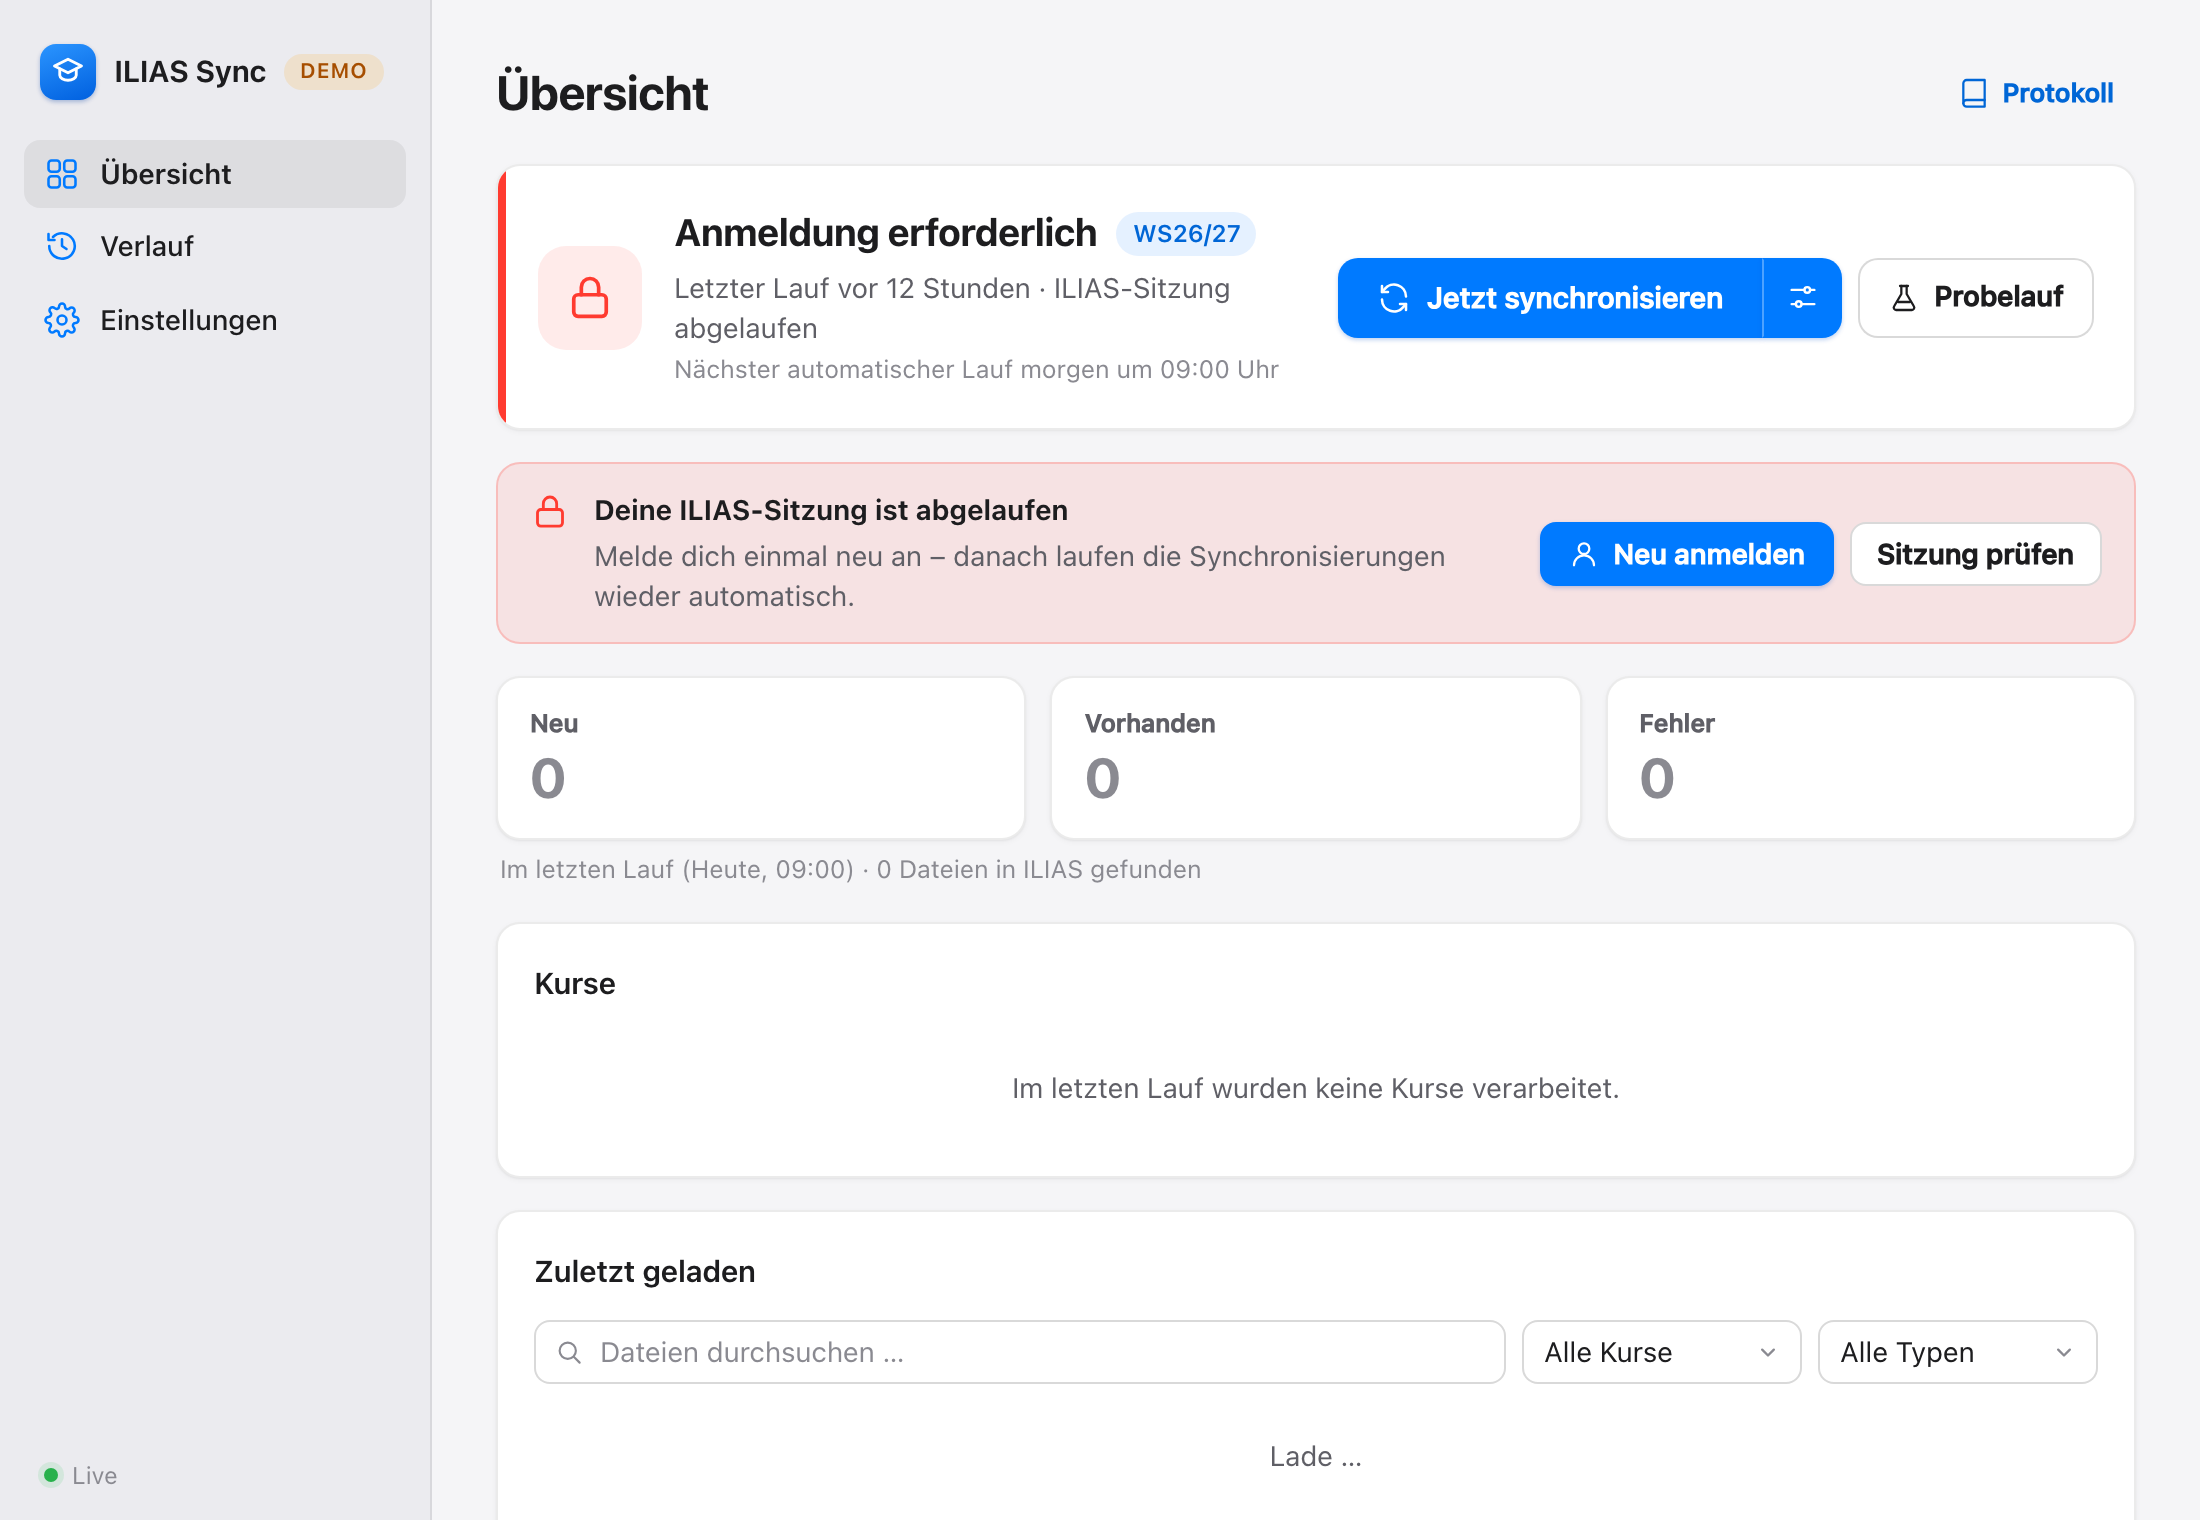 ILIAS Sync DEMO
Übersicht
Verlauf
Einstellungen
Live
Übersicht
Protokoll
Anmeldung erforderlich WS26/27
Letzter Lauf vor 12 Stunden · ILIAS-Sitzung
abgelaufen
Nächster automatischer Lauf morgen um 09:00 Uhr
Jetzt synchronisieren
Probelauf
Deine ILIAS-Sitzung ist abgelaufen
Melde dich einmal neu an – danach laufen die Synchronisierungen
wieder automatisch.
Neu anmelden
Sitzung prüfen
Neu
0
Vorhanden
0
Fehler
0
Im letzten Lauf (Heute, 09:00) · 0 Dateien in ILIAS gefunden
Kurse
Im letzten Lauf wurden keine Kurse verarbeitet.
Zuletzt geladen
Dateien durchsuchen ...
Alle Kurse
Alle Typen
Lade ...